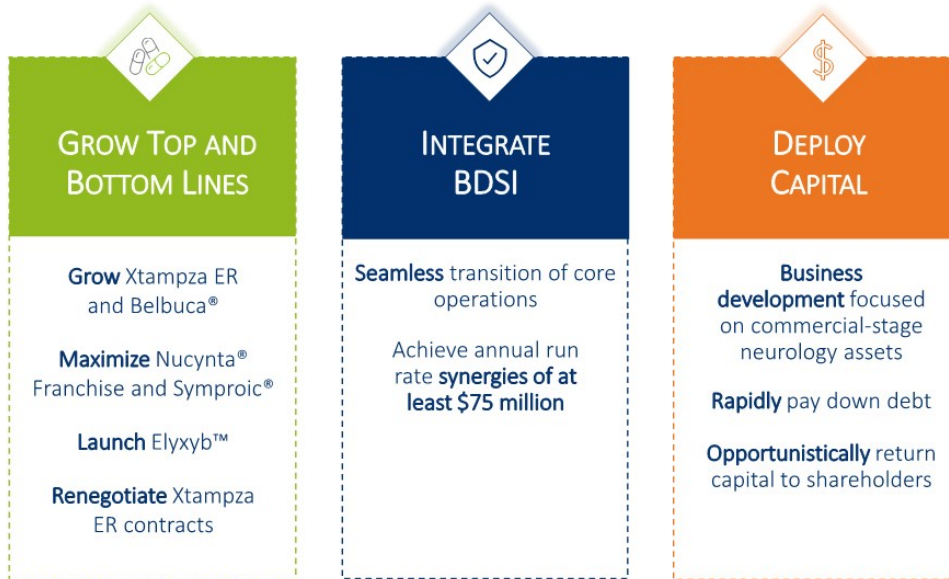 GROW TOP AND
BOTTOM LINES
Grow Xtampza ER
and Belbuca®
Maximize Nucynta®
Franchise and Symproic®
Launch Elyxyb™
Renegotiate Xtampza
ER contracts
INTEGRATE
BDSI
Seamless transition of core
operations
Achieve annual run
rate synergies of at
least $75 million
DEPLOY
CAPITAL
Business
development focused
on commercial-stage
neurology assets
Rapidly pay down debt
Opportunistically return
capital to shareholders